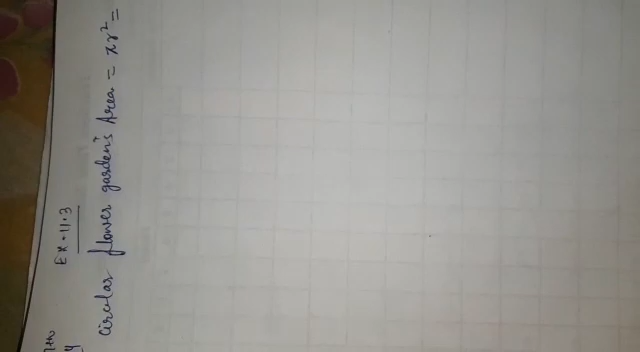 Ex-11.3
Circular flower garden's Area = πr² =